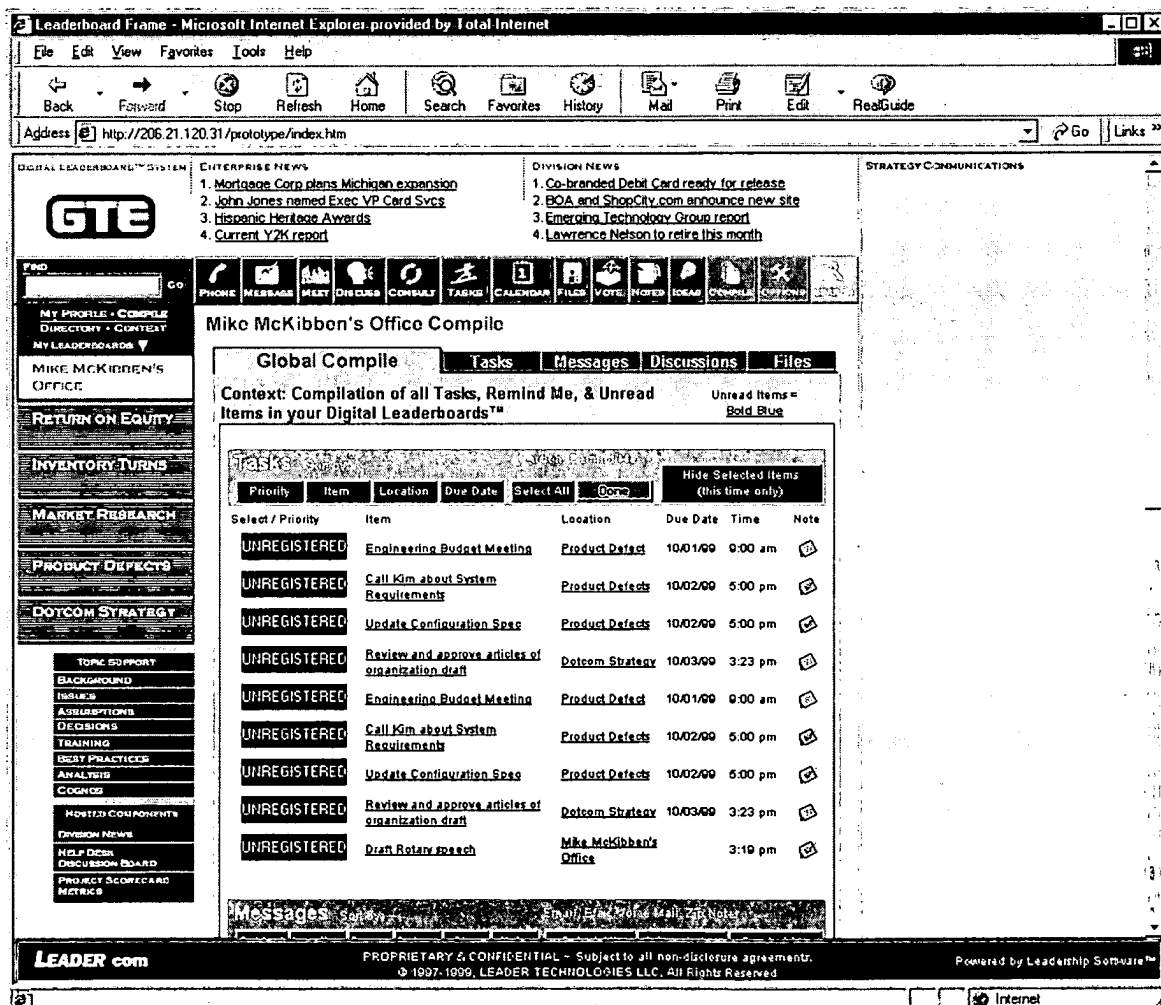 Leaderboard Frame - Microsoft Internet Explorer provided by Total Internet
File Edit View Favorites Tools Help
Back Forward Stop Refresh Home Search Favorites History Mail Print Edit RealGuide
Address http://206.21.120.31/prototype/index.htm Go Links »
DIGITAL LEADERBOARD™ SYSTEM
GTE
ENTERPRISE NEWS
1. Mortgage Corp plans Michigan expansion
2. John Jones named Exec VP Card Svcs
3. Hispanic Heritage Awards
4. Current Y2K report
DIVISION NEWS
1. Co-branded Debit Card ready for release
2. BOA and ShopCity.com announce new site
3. Emerging Technology Group report
4. Lawrence Nelson to retire this month
STRATEGY COMMUNICATIONS
FIND
GO
PHONE MESSAGE MEET DISCUSS CONSULT TASKS CALENDAR FILES VOTE NOTES IDEAS COMPILE OPTIONS
MY PROFILE • COMPILE
DIRECTORY • CONTEXT
MY LEADERBOARDS
MIKE MCKIBBEN'S
OFFICE
RETURN ON EQUITY
INVENTORY TURNS
MARKET RESEARCH
PRODUCT DEFECTS
DOTCOM STRATEGY
TOPIC SUPPORT
BACKGROUND
ISSUES
ASSUMPTIONS
DECISIONS
TRAINING
BEST PRACTICES
ANALYSIS
COGNOS
HOSTED COMPONENTS
DIVISION NEWS
HELP DESK
DISCUSSION BOARD
PROJECT SCORECARD
METRICS
Mike McKibben's Office Compile
Global Compile Tasks Messages Discussions Files
Context: Compilation of all Tasks, Remind Me, & Unread
Items in your Digital Leaderboards™
Unread Items =
Bold Blue
Tasks
Priority Item Location Due Date Select All Done
Hide Selected Items
(this time only)
Select / Priority Item Location Due Date Time Note
UNREGISTERED Engineering Budget Meeting Product Defect 10/01/99 9:00 am
UNREGISTERED Call Kim about System
Requirements Product Defects 10/02/99 5:00 pm
UNREGISTERED Update Configuration Spec Product Defects 10/02/99 5:00 pm
UNREGISTERED Review and approve articles of
organization draft Dotcom Strategy 10/03/99 3:23 pm
UNREGISTERED Engineering Budget Meeting Product Defect 10/01/99 9:00 am
UNREGISTERED Call Kim about System
Requirements Product Defects 10/02/99 5:00 pm
UNREGISTERED Update Configuration Spec Product Defects 10/02/99 5:00 pm
UNREGISTERED Review and approve articles of
organization draft Dotcom Strategy 10/03/99 3:23 pm
UNREGISTERED Draft Rotary speech Mike McKibben's
Office 3:19 pm
Messages
LEADER com
PROPRIETARY & CONFIDENTIAL ~ Subject to all non-disclosure agreements.
© 1997-1999, LEADER TECHNOLOGIES LLC, All Rights Reserved
Powered by Leadership Software™
Internet